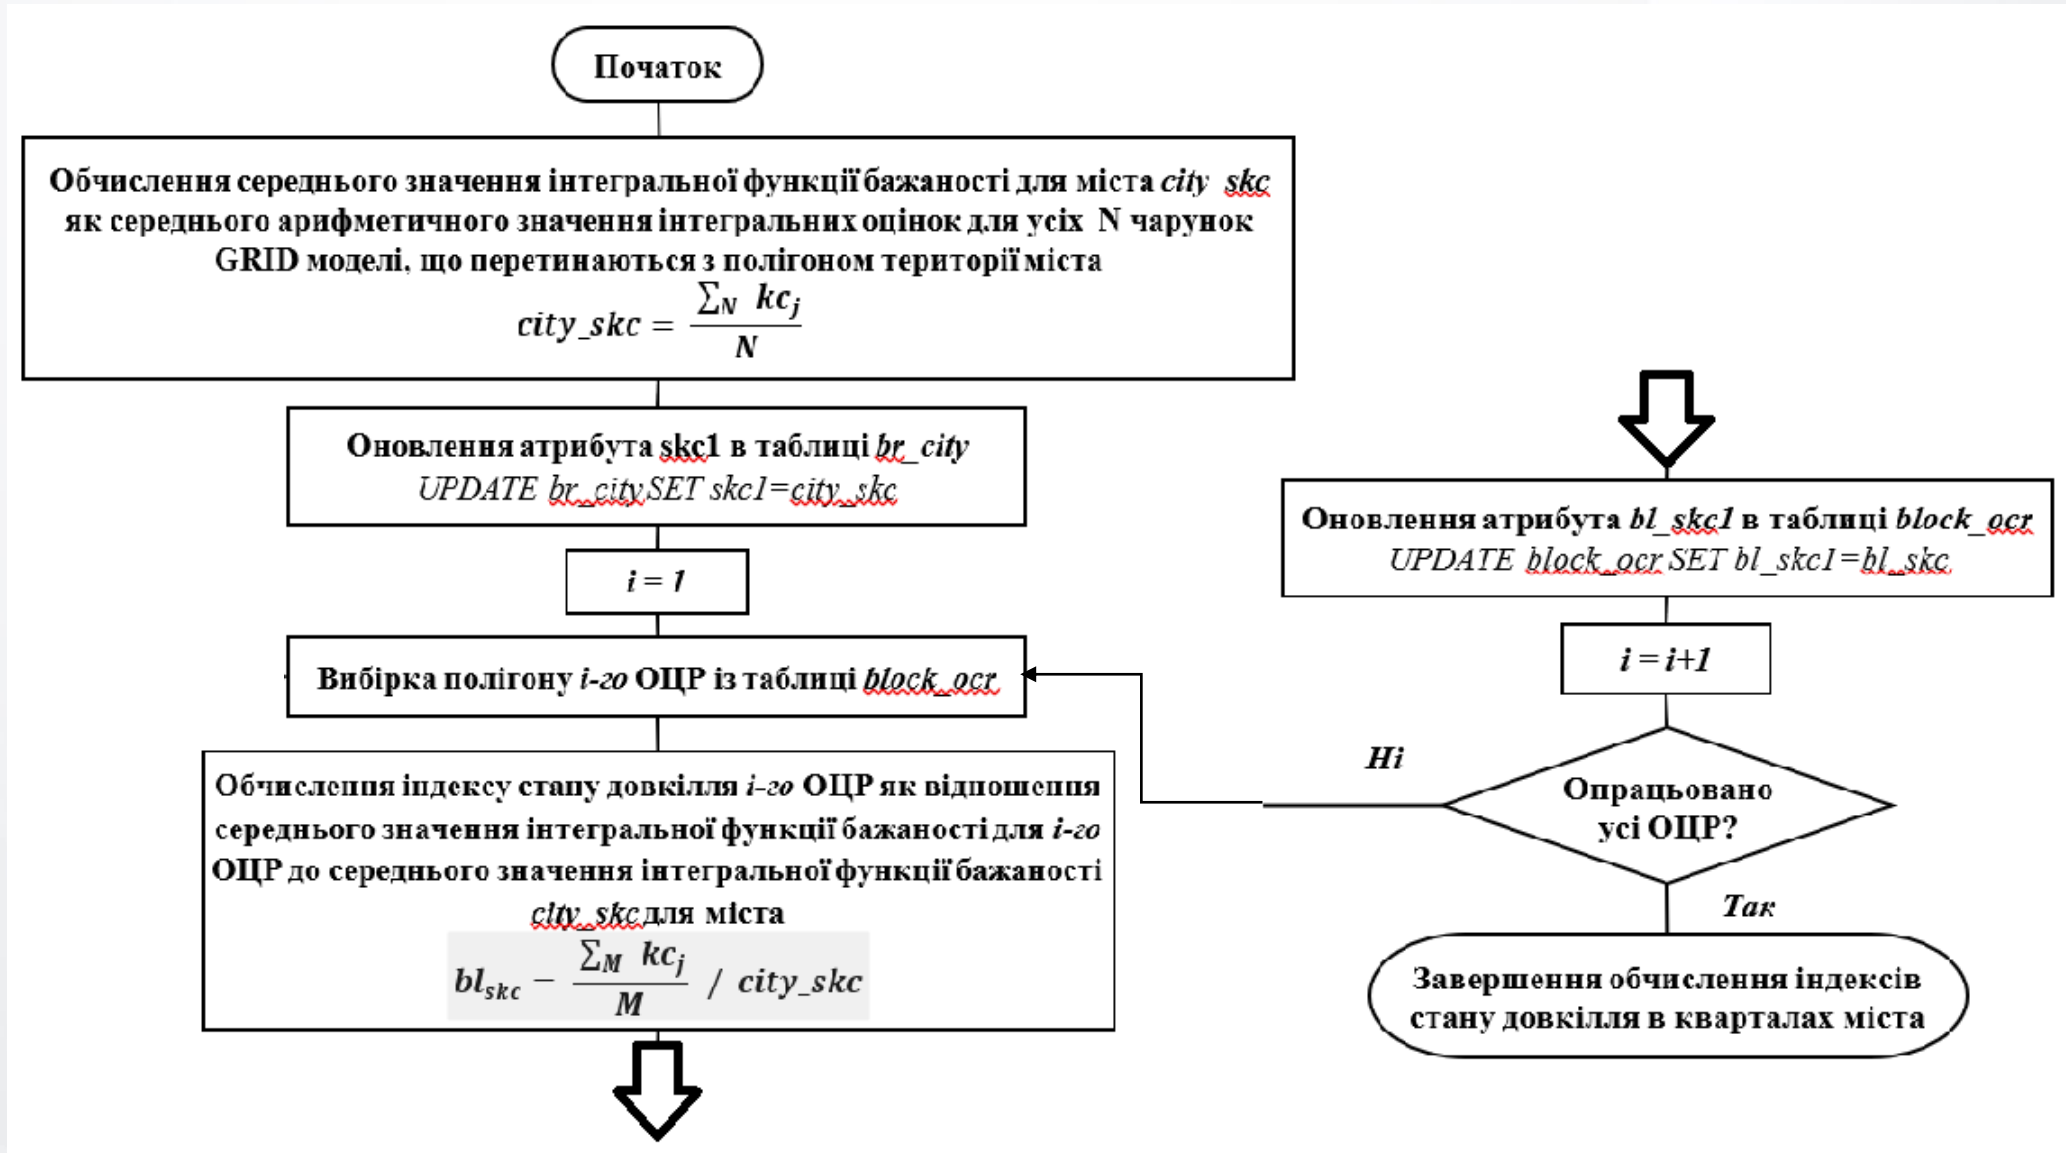 Початок
Обчислення середнього значення інтегральної функції бажаності для міста city skc
як середнього арифметичного значення інтегральних оцінок для усіх N чарунок
GRID моделі, що перетинаються з полігоном території міста
city_skc = ∑N kcj / N
Оновлення атрибута skc1 в таблиці br_city
UPDATE br_city SET skc1=city_skc
i = 1
Вибірка полігону i-го ОЦР із таблиці block_ocr
Обчислення індексу стану довкілля i-го ОЦР як відношення
середнього значення інтегральної функції бажаності для i-го
ОЦР до середнього значення інтегральної функції бажаності
city_skc для міста
blskc − ∑M kcj / M / city_skc
Оновлення атрибута bl_skc1 в таблиці block_ocr
UPDATE block_ocr SET bl_skc1=bl_skc
i = i+1
Ні
Опрацьовано
усі ОЦР?
Так
Завершення обчислення індексів
стану довкілля в кварталах міста